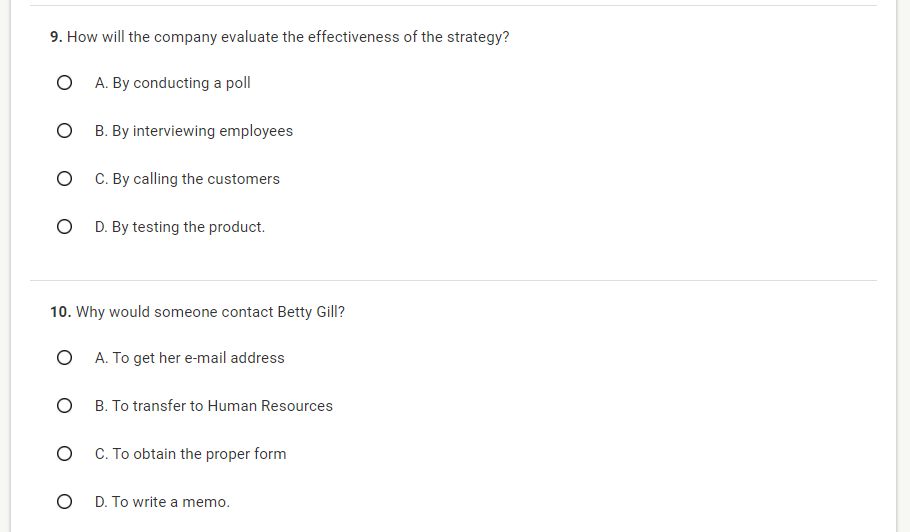 9. How will the company evaluate the effectiveness of the strategy?
A. By conducting a poll
B. By interviewing employees
C. By calling the customers
D. By testing the product.
10. Why would someone contact Betty Gill?
A. To get her e-mail address
B. To transfer to Human Resources
C. To obtain the proper form
D. To write a memo.